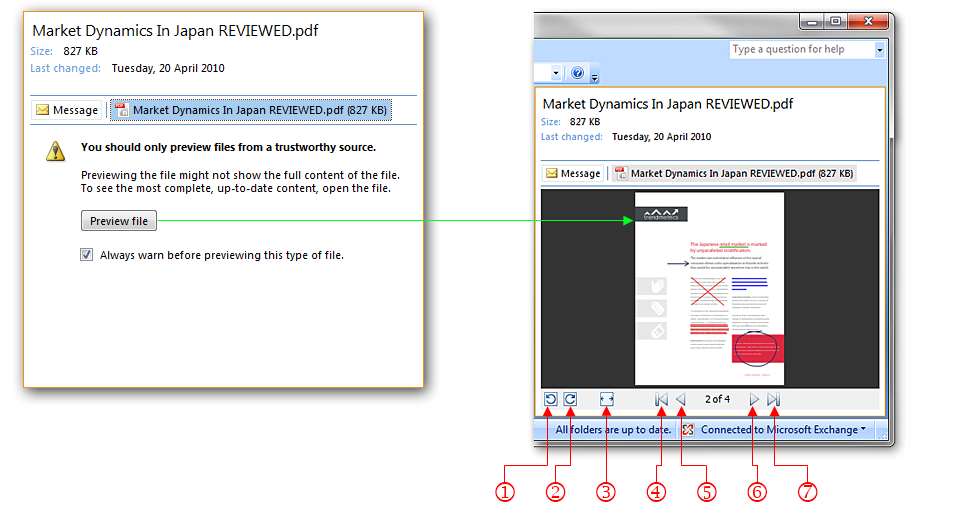 Market Dynamics In Japan REVIEWED.pdf
Size: 827 KB
Last changed: Tuesday, 20 April 2010
Message
Market Dynamics In Japan REVIEWED.pdf (827 KB)
You should only preview files from a trustworthy source.
Previewing the file might not show the full content of the file.
To see the most complete, up-to-date content, open the file.
Preview file
Always warn before previewing this type of file.
Type a question for help
Market Dynamics In Japan REVIEWED.pdf
Size: 827 KB
Last changed: Tuesday, 20 April 2010
Message
Market Dynamics In Japan REVIEWED.pdf (827 KB)
trendmetrics
The Japanese retail market is marked
by unparalleled stratification.
2 of 4
All folders are up to date.
Connected to Microsoft Exchange
① ② ③ ④ ⑤ ⑥ ⑦